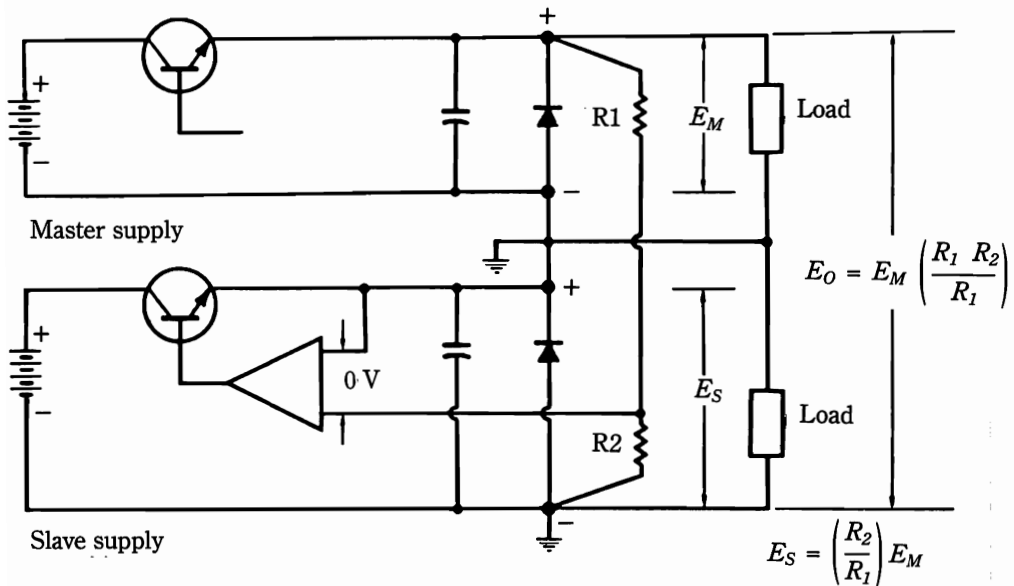 +
+
−
R1
E_M
Load
−
Master supply
E_O = E_M (R_1 R_2 / R_1)
+
+
−
0 V
E_S
R2
Load
−
Slave supply
E_S = (R_2 / R_1) E_M